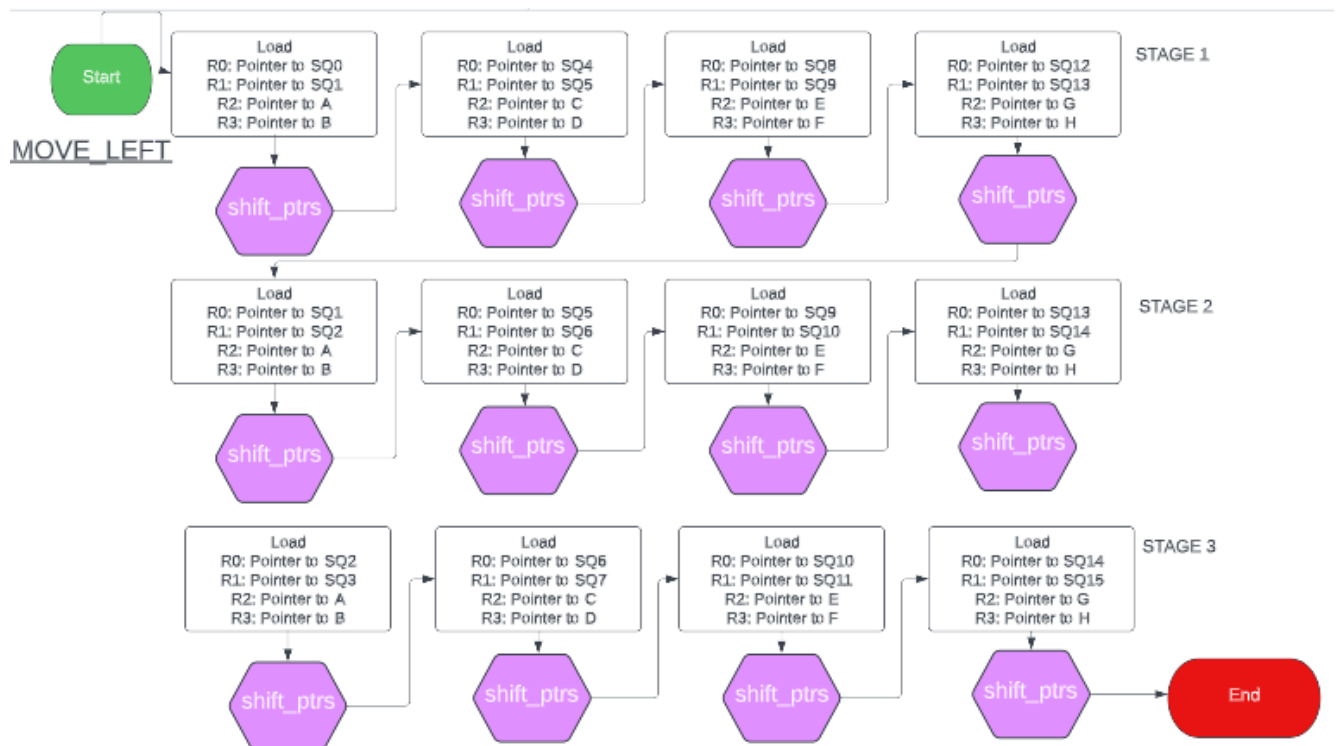 Start
MOVE_LEFT
Load
R0: Pointer to SQ0
R1: Pointer to SQ1
R2: Pointer to A
R3: Pointer to B
shift_ptrs
Load
R0: Pointer to SQ4
R1: Pointer to SQ5
R2: Pointer to C
R3: Pointer to D
shift_ptrs
Load
R0: Pointer to SQ8
R1: Pointer to SQ9
R2: Pointer to E
R3: Pointer to F
shift_ptrs
Load
R0: Pointer to SQ12
R1: Pointer to SQ13
R2: Pointer to G
R3: Pointer to H
shift_ptrs
STAGE 1
Load
R0: Pointer to SQ1
R1: Pointer to SQ2
R2: Pointer to A
R3: Pointer to B
shift_ptrs
Load
R0: Pointer to SQ5
R1: Pointer to SQ6
R2: Pointer to C
R3: Pointer to D
shift_ptrs
Load
R0: Pointer to SQ9
R1: Pointer to SQ10
R2: Pointer to E
R3: Pointer to F
shift_ptrs
Load
R0: Pointer to SQ13
R1: Pointer to SQ14
R2: Pointer to G
R3: Pointer to H
shift_ptrs
STAGE 2
Load
R0: Pointer to SQ2
R1: Pointer to SQ3
R2: Pointer to A
R3: Pointer to B
shift_ptrs
Load
R0: Pointer to SQ6
R1: Pointer to SQ7
R2: Pointer to C
R3: Pointer to D
shift_ptrs
Load
R0: Pointer to SQ10
R1: Pointer to SQ11
R2: Pointer to E
R3: Pointer to F
shift_ptrs
Load
R0: Pointer to SQ14
R1: Pointer to SQ15
R2: Pointer to G
R3: Pointer to H
shift_ptrs
STAGE 3
End